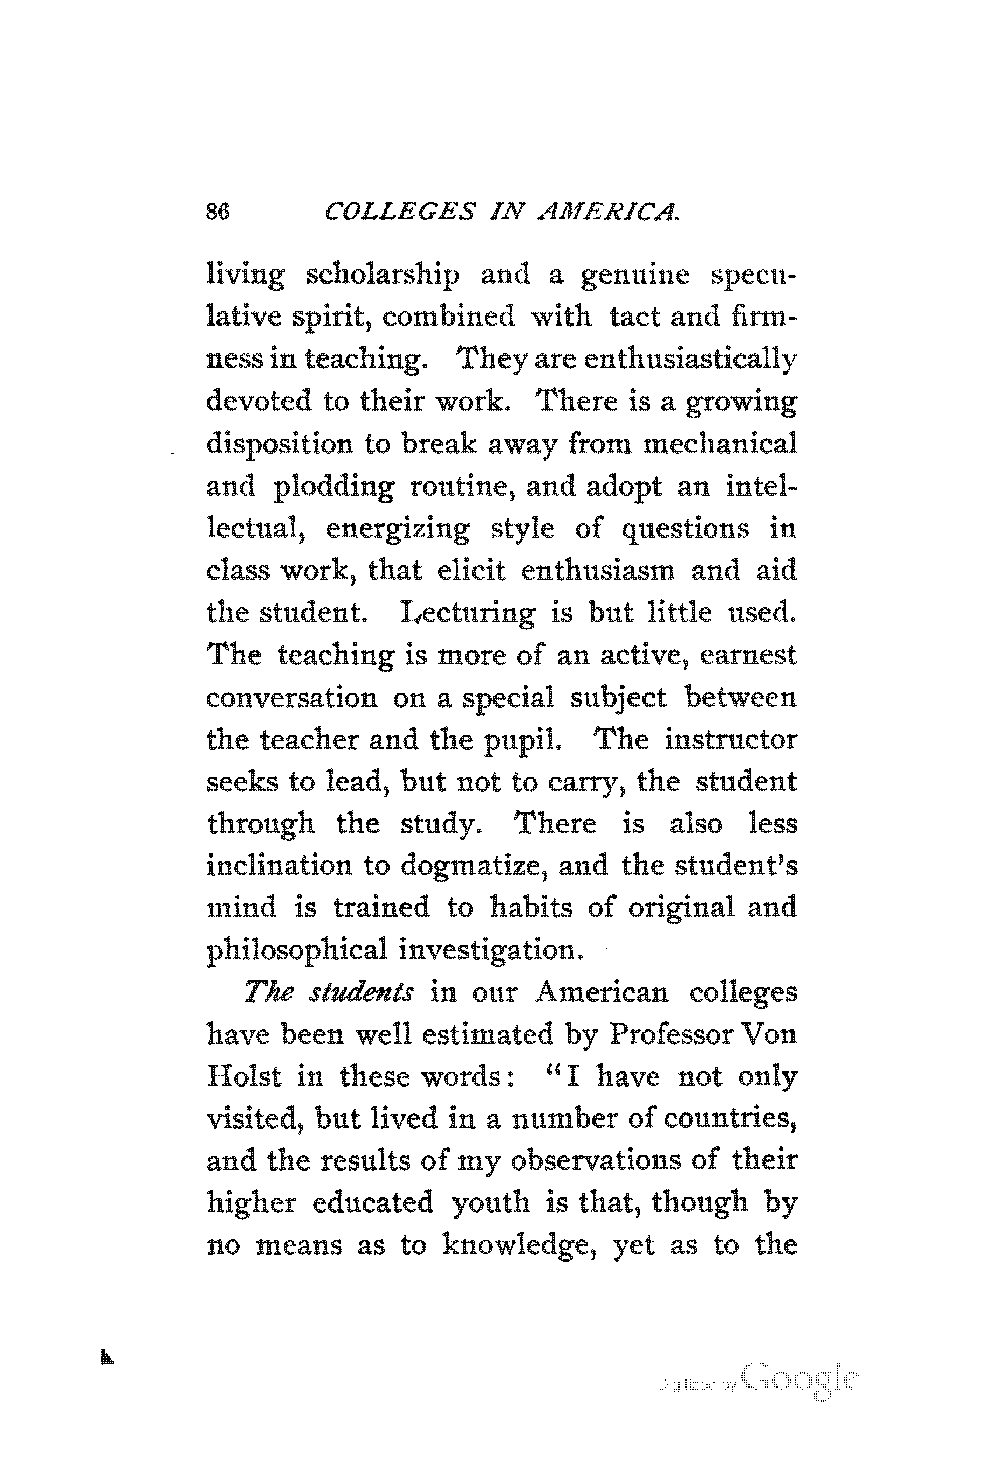 86 COLLEGES IN AMERICA.
living scholarship and a genuine specu-
lative spirit, combined with tact and firm-
ness in teaching. They are enthusiastically
devoted to their work. There is a growing
disposition to break away from mechanical
and plodding routine, and adopt an intel-
lectual, energizing style of questions in
class work, that elicit enthusiasm and aid
the student. Lecturing is but little used.
The teaching is more of an active, earnest
conversation on a special subject between
the teacher and the pupil. The instructor
seeks to lead, but not to carry, the student
through the study. There is also less
inclination to dogmatize, and the student's
mind is trained to habits of original and
philosophical investigation.
The students in our American colleges
have been well estimated by Professor Von
Holst in these words: "I have not only
visited, but lived in a number of countries,
and the results of my observations of their
higher educated youth is that, though by
no means as to knowledge, yet as to the
Digitized by Google